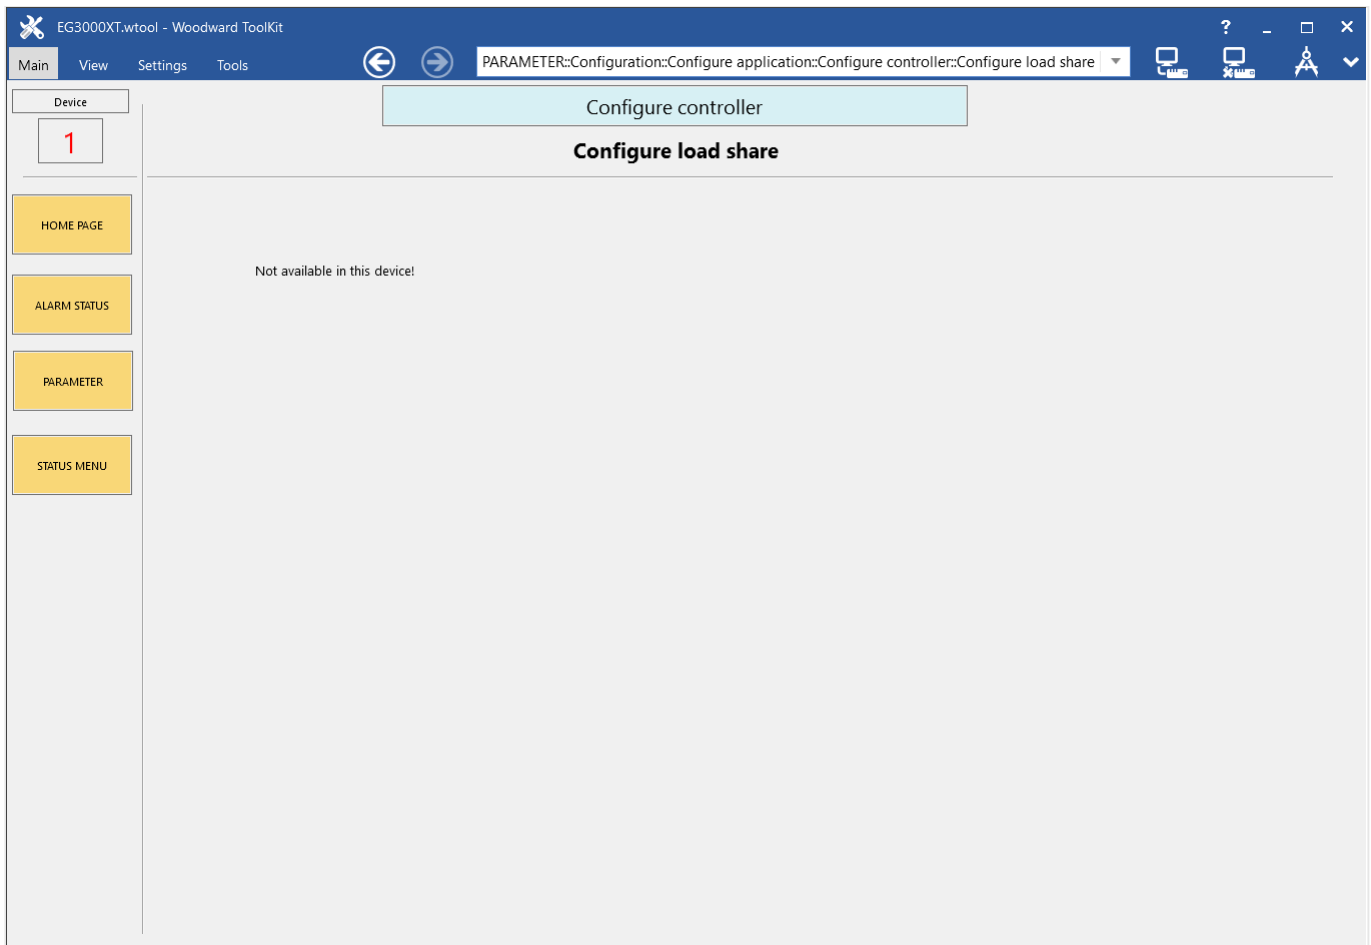 EG3000XT.wtool - Woodward ToolKit
?
Main View Settings Tools
PARAMETER::Configuration::Configure application::Configure controller::Configure load share
Device
1
Configure controller
Configure load share
HOME PAGE
Not available in this device!
ALARM STATUS
PARAMETER
STATUS MENU